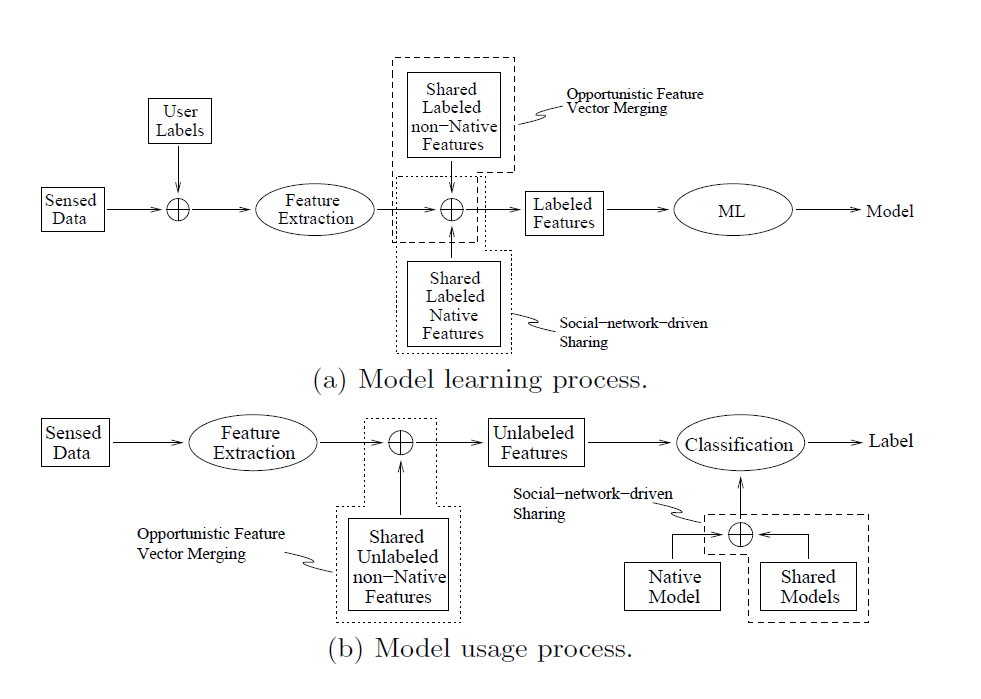 Shared
Labeled
non−Native
Features
Opportunistic Feature
Vector Merging
User
Labels
Sensed
Data
Feature
Extraction
Labeled
Features
ML
Model
Shared
Labeled
Native
Features
Social−network−driven
Sharing
(a) Model learning process.
Sensed
Data
Feature
Extraction
Unlabeled
Features
Classification
Label
Social−network−driven
Sharing
Opportunistic Feature
Vector Merging
Shared
Unlabeled
non−Native
Features
Native
Model
Shared
Models
(b) Model usage process.